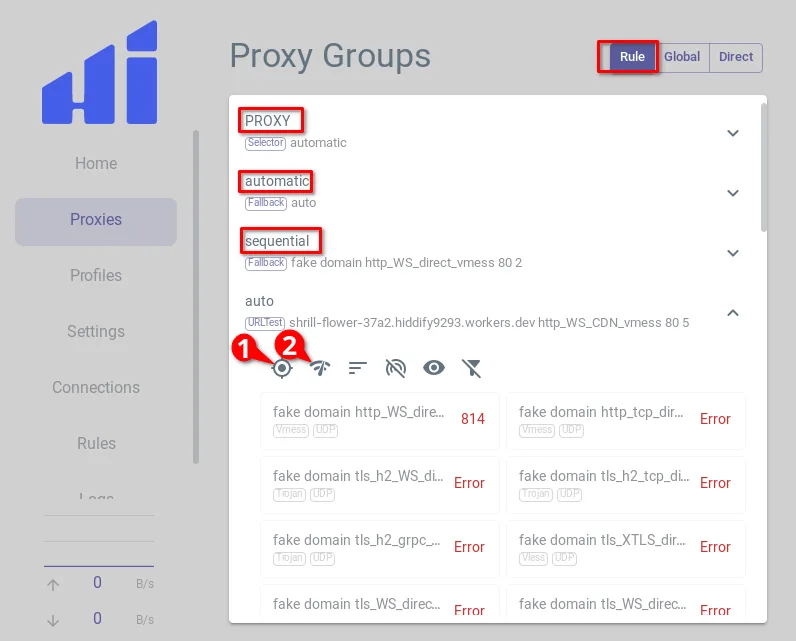 Proxy Groups
Rule
Global
Direct
Home
Proxies
Profiles
Settings
Connections
Rules
Logs
0 B/s
0 B/s
PROXY
Selector automatic
automatic
Fallback auto
sequential
Fallback fake domain http_WS_direct_vmess 80 2
auto
URLTest shrill-flower-37a2.hiddify9293.workers.dev http_WS_CDN_vmess 80 5
1
2
fake domain http_WS_dire... 814
Vmess UDP
fake domain http_tcp_dir... Error
Vmess UDP
fake domain tls_h2_WS_di... Error
Trojan UDP
fake domain tls_h2_tcp_di... Error
Trojan UDP
fake domain tls_h2_grpc_... Error
Trojan UDP
fake domain tls_XTLS_dir... Error
Vless UDP
fake domain tls_WS_direc... Error
fake domain tls_WS_direc... Error